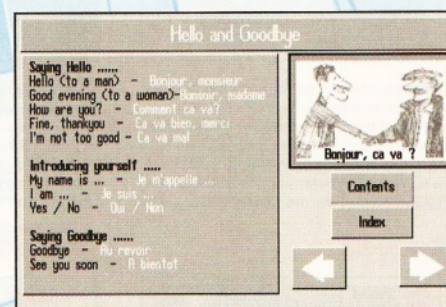 Hello and Goodbye
Saying Hello ......
Hello (to a man) - Bonjour, monsieur
Good evening (to a woman)-Bonsoir, madame
How are you? - Comment ca va?
Fine, thankyou - Ca va bien, merci
I'm not too good - Ca va mal
Introducing yourself .....
My name is ... - Je m'appelle ...
I am ... - Je suis ...
Yes / No - Oui / Non
Saying Goodbye ......
Goodbye - Au revoir
See you soon - A bientot
Bonjour, ca va ?
Contents
Index